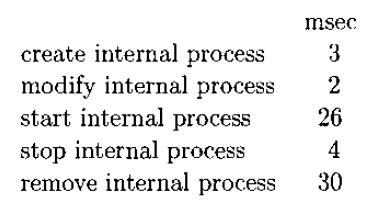 msec
create internal process 3
modify internal process 2
start internal process 26
stop internal process 4
remove internal process 30